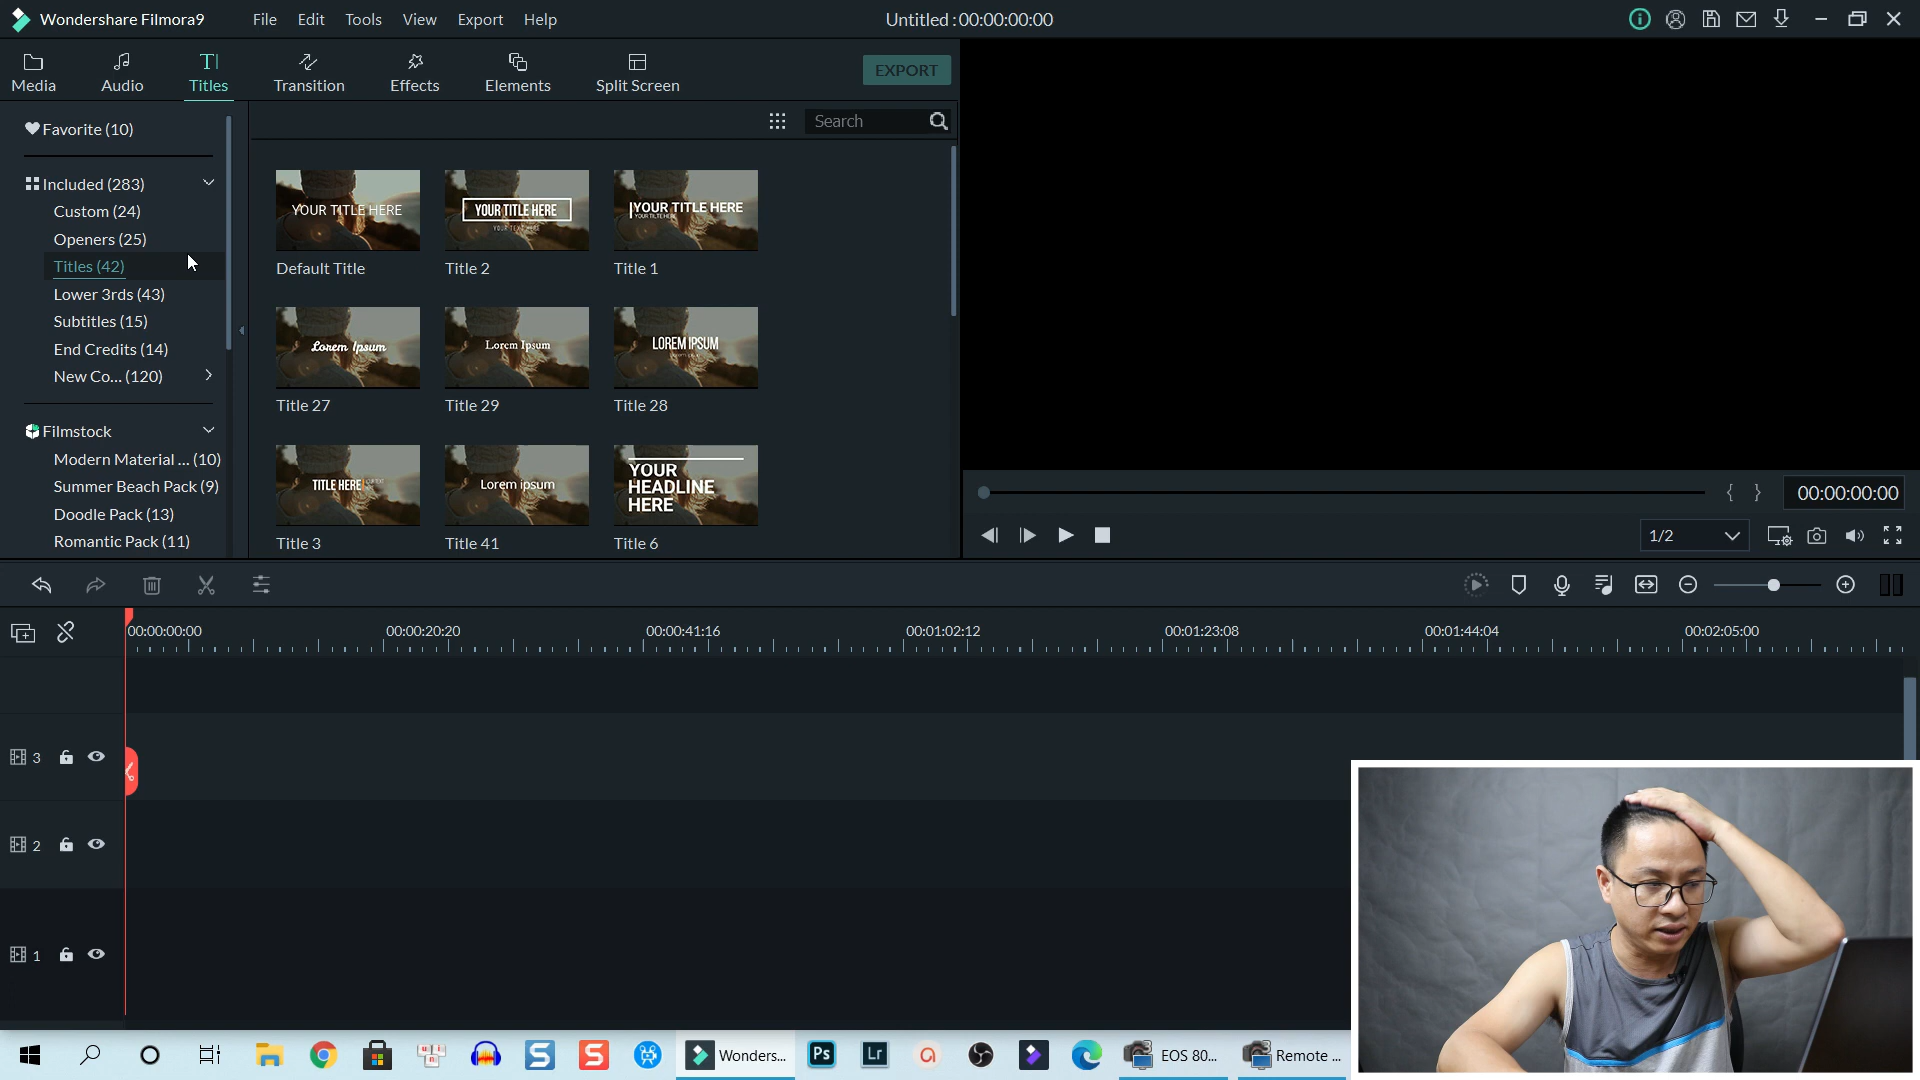 Wondershare Filmora9
File
Edit
Tools
View
Export
Help
Untitled : 00:00:00:00
Media
Audio
Titles
Transition
Effects
Elements
Split Screen
EXPORT
Favorite (10)
Included (283)
Custom (24)
Openers (25)
Titles (42)
Lower 3rds (43)
Subtitles (15)
End Credits (14)
New Co... (120)
Filmstock
Modern Material ... (10)
Summer Beach Pack (9)
Doodle Pack (13)
Romantic Pack (11)
Search
YOUR TITLE HERE
Default Title
YOUR TITLE HERE
Title 2
YOUR TITLE HERE
Title 1
Lorem Ipsum
Title 27
Lorem Ipsum
Title 29
LOREM IPSUM
Title 28
TITLE HERE
Title 3
Lorem ipsum
Title 41
YOUR
HEADLINE
HERE
Title 6
00:00:00:00
1/2
00:00:00:00
00:00:20:20
00:00:41:16
00:01:02:12
00:01:23:08
00:01:44:04
00:02:05:00
3
2
1
Wonders...
Ps
Lr
EOS 80...
Remote ...